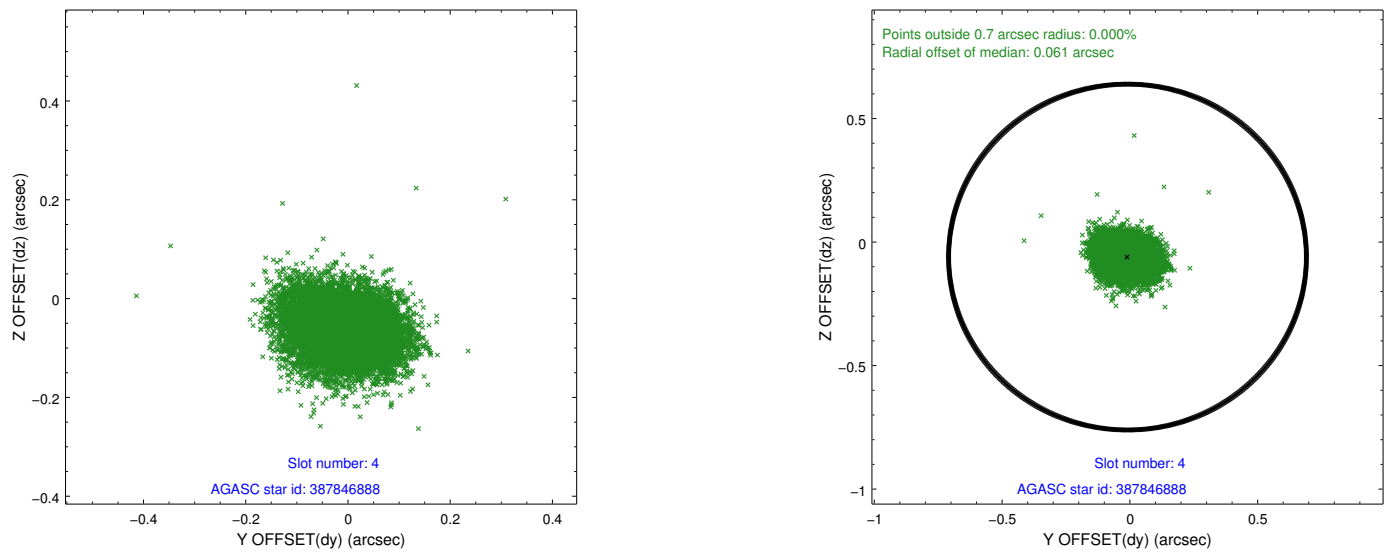 0.4
0.2
0
−0.2
−0.4
−0.4
−0.2
0
0.2
0.4
Z OFFSET(dz) (arcsec)
Y OFFSET(dy) (arcsec)
Slot number: 4
AGASC star id: 387846888
Points outside 0.7 arcsec radius: 0.000%
Radial offset of median: 0.061 arcsec
0.5
0
−0.5
−1
−1
−0.5
0
0.5
Z OFFSET(dz) (arcsec)
Y OFFSET(dy) (arcsec)
Slot number: 4
AGASC star id: 387846888